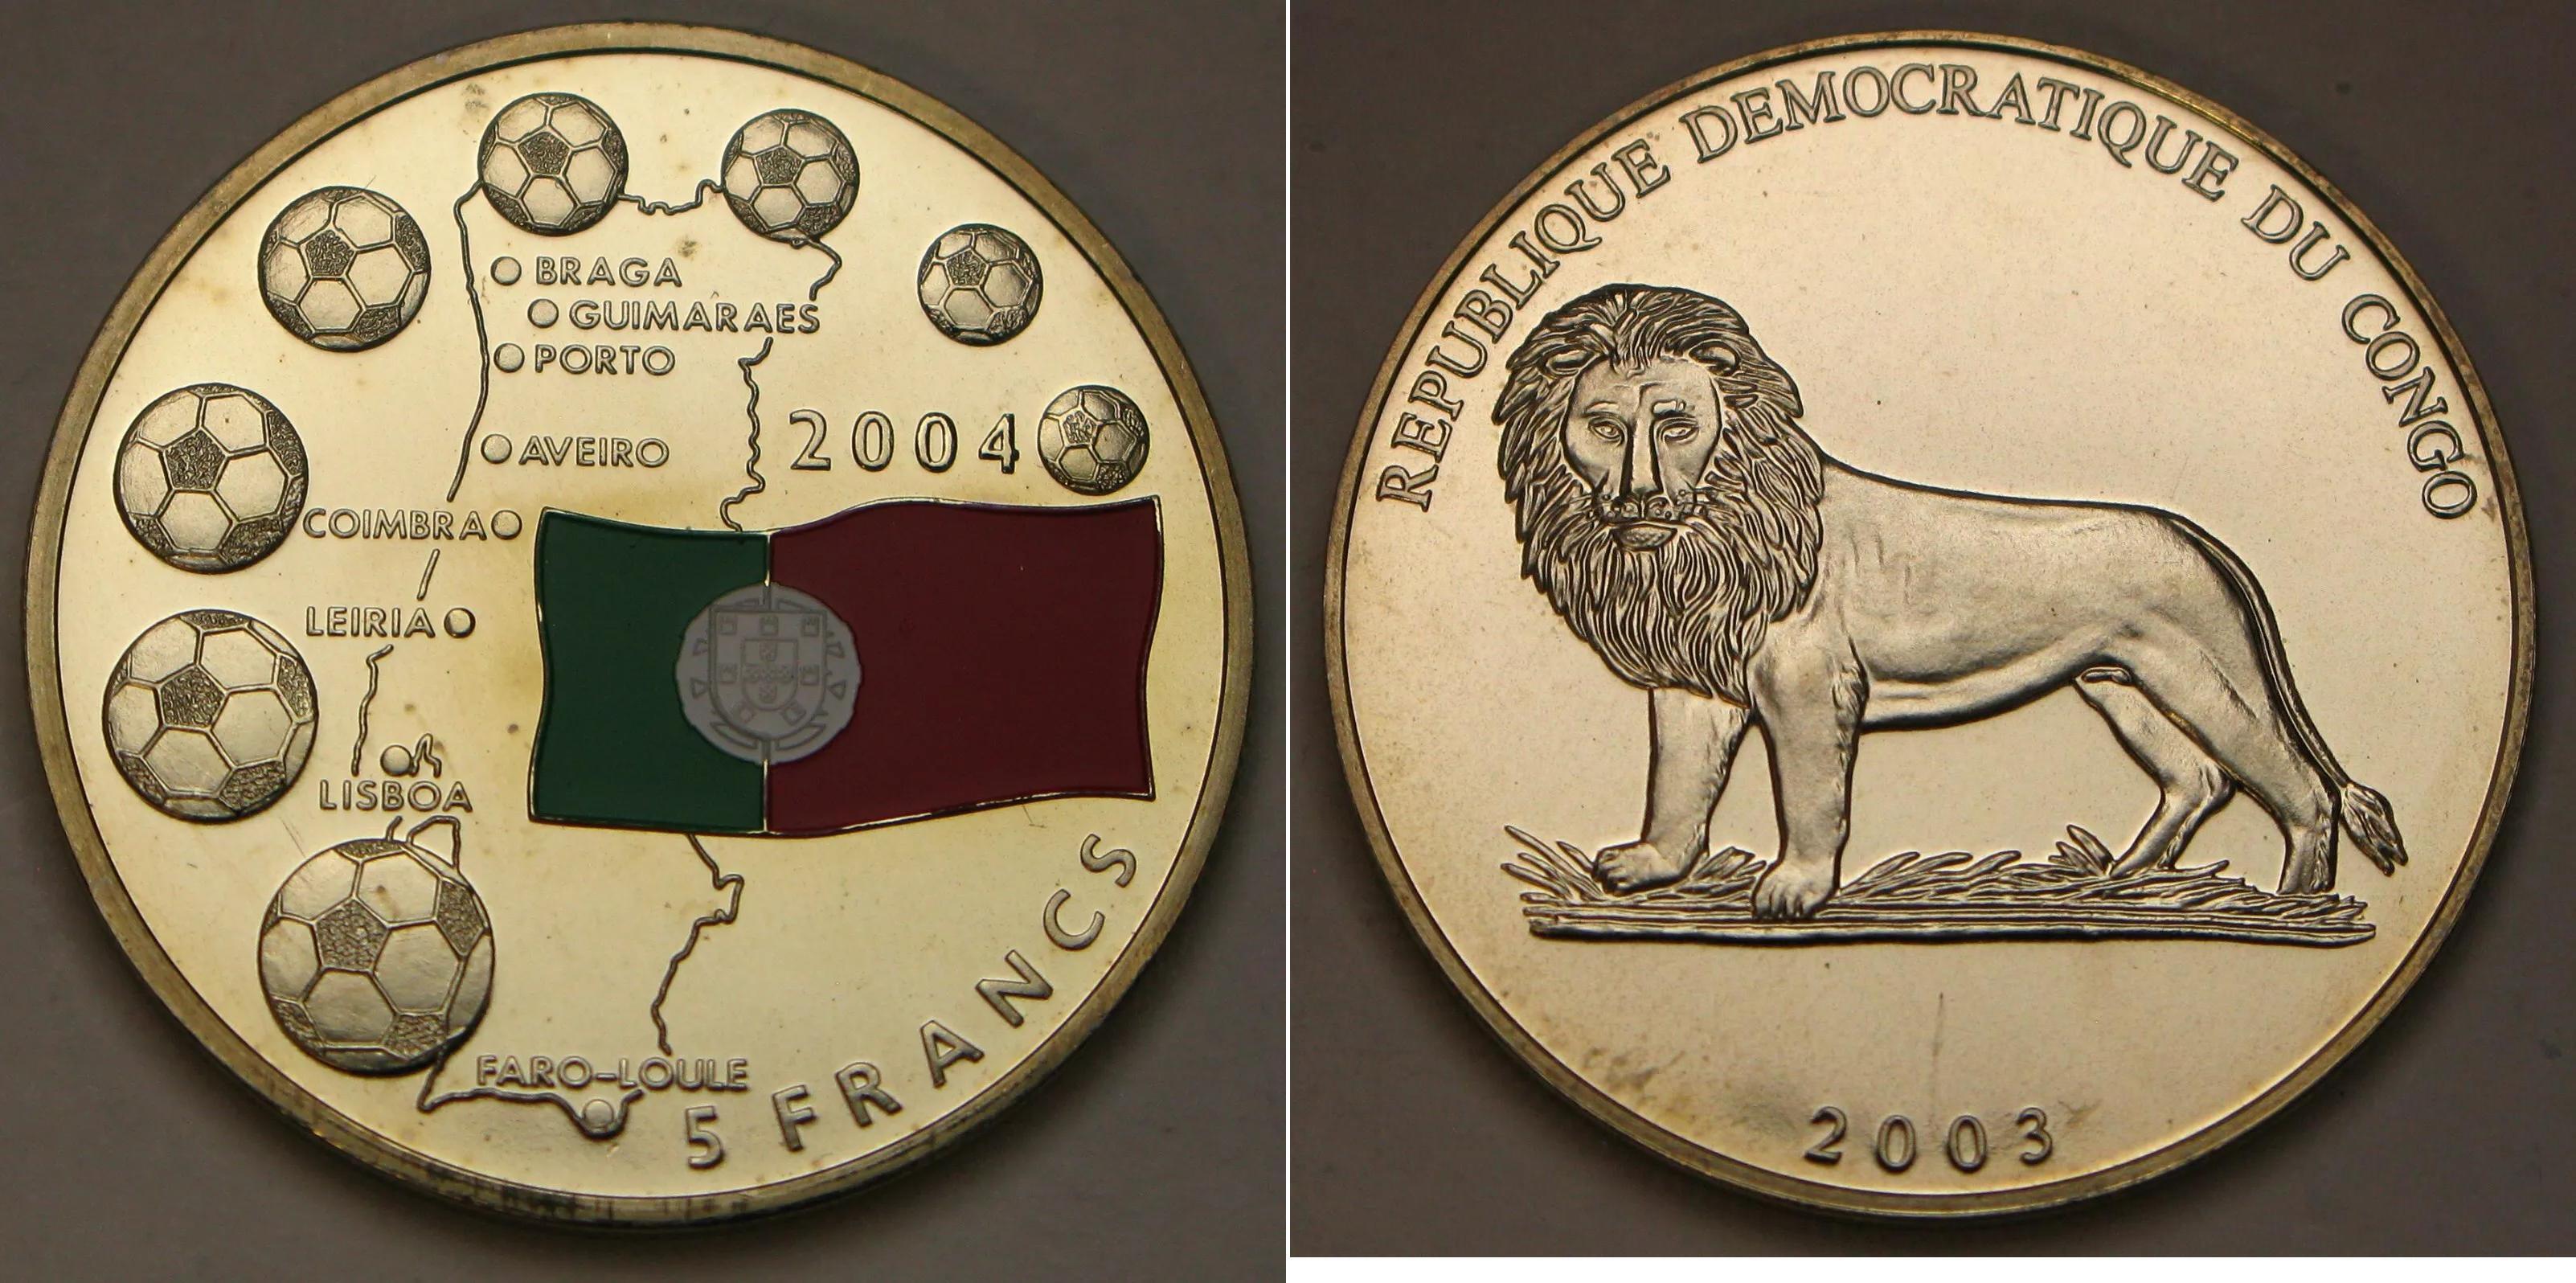 BRAGA
GUIMARAES
PORTO
AVEIRO
2004
COIMBRA
LEIRIA
LISBOA
FARO-LOULE
5 FRANCS
REPUBLIQUE DEMOCRATIQUE DU CONGO
2003